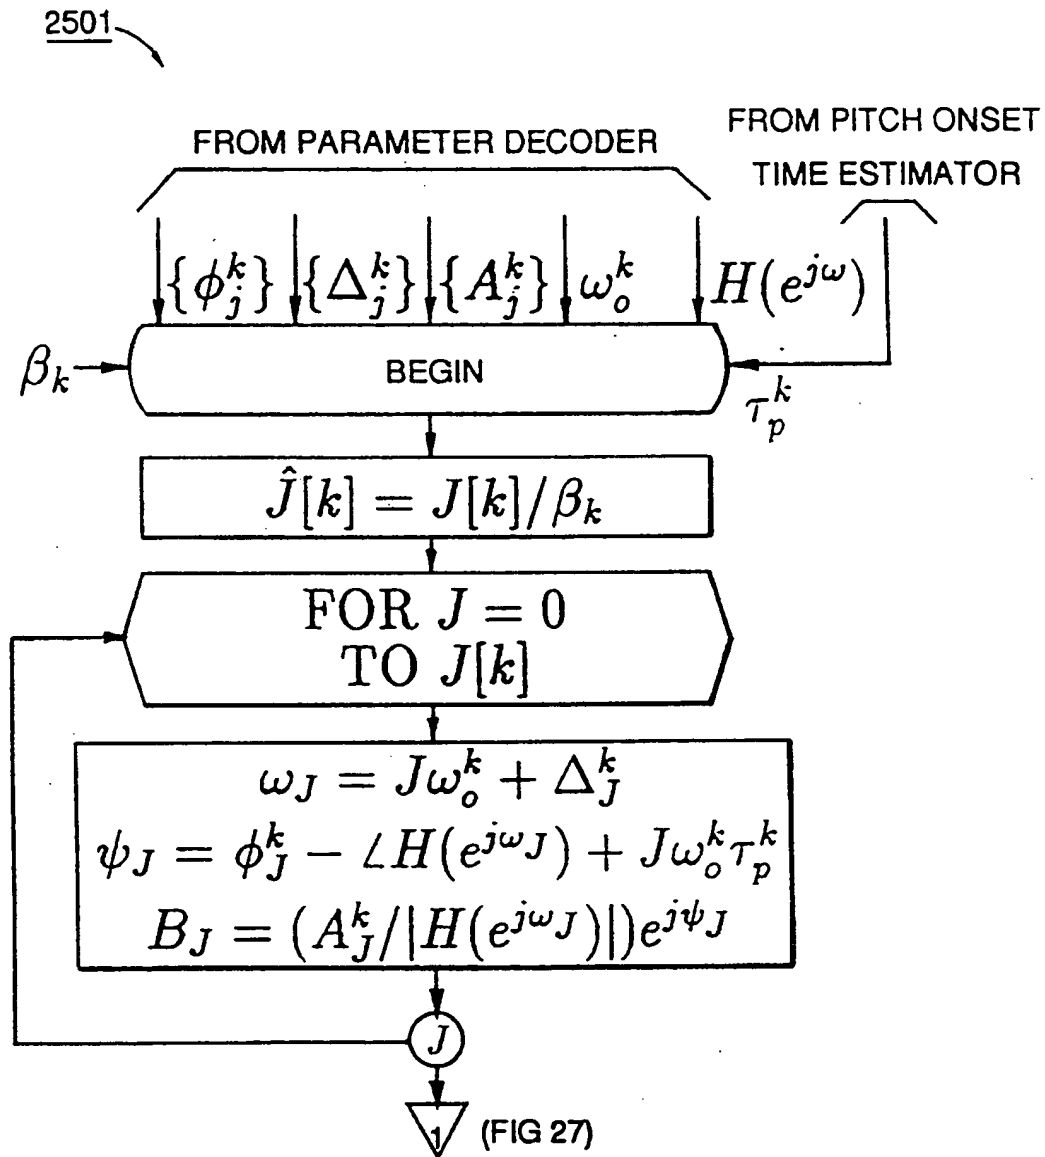 2501
FROM PARAMETER DECODER
FROM PITCH ONSET
TIME ESTIMATOR
{ϕ_j^k} {Δ_j^k} {A_j^k} ω_o^k H(e^{jω})
β_k
BEGIN
τ_p^k
Ĵ[k] = J[k]/β_k
FOR J = 0
TO J[k]
ω_J = Jω_o^k + Δ_J^k
ψ_J = ϕ_J^k − ∠H(e^{jω_J}) + Jω_o^k τ_p^k
B_J = (A_J^k/|H(e^{jω_J})|)e^{jψ_J}
J
1 (FIG 27)